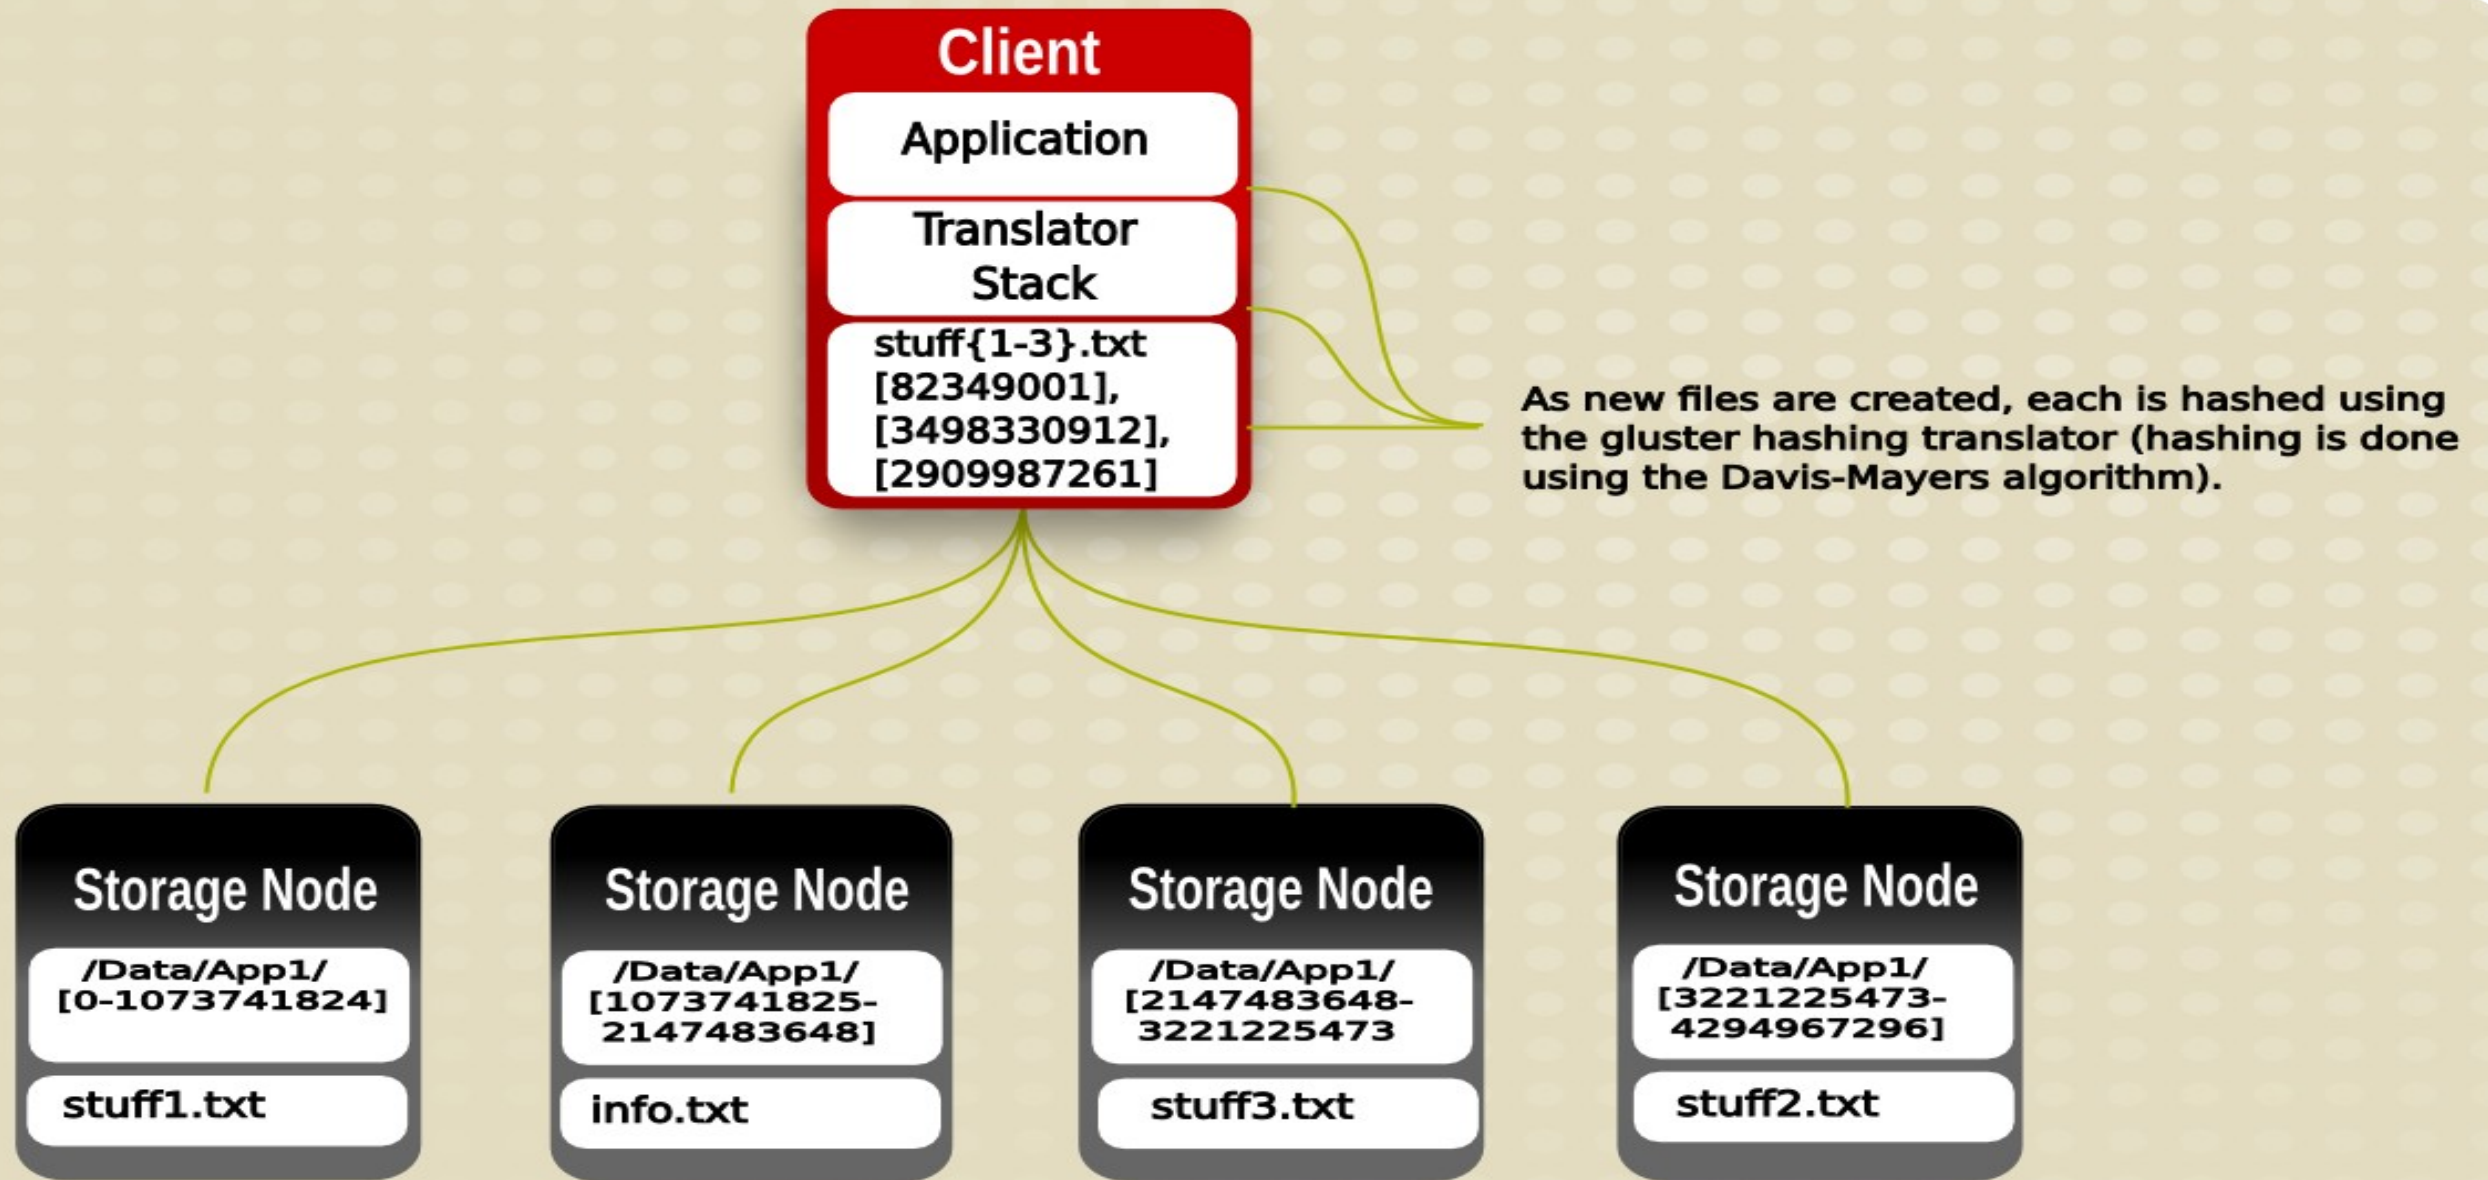 Client
Application
Translator
Stack
stuff{1-3}.txt
[82349001],
[3498330912],
[2909987261]
As new files are created, each is hashed using
the gluster hashing translator (hashing is done
using the Davis-Mayers algorithm).
Storage Node
/Data/App1/
[0-1073741824]
stuff1.txt
Storage Node
/Data/App1/
[1073741825-
2147483648]
info.txt
Storage Node
/Data/App1/
[2147483648-
3221225473
stuff3.txt
Storage Node
/Data/App1/
[3221225473-
4294967296]
stuff2.txt